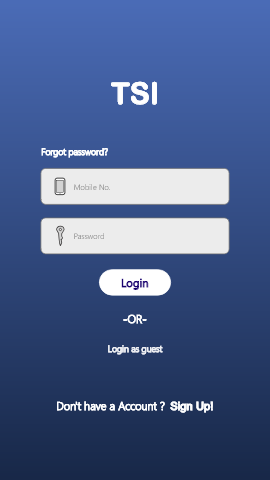 TSI
Forgot password?
Mobile No.
Password
Login
-OR-
Login as guest
Don't have a Account ? Sign Up!